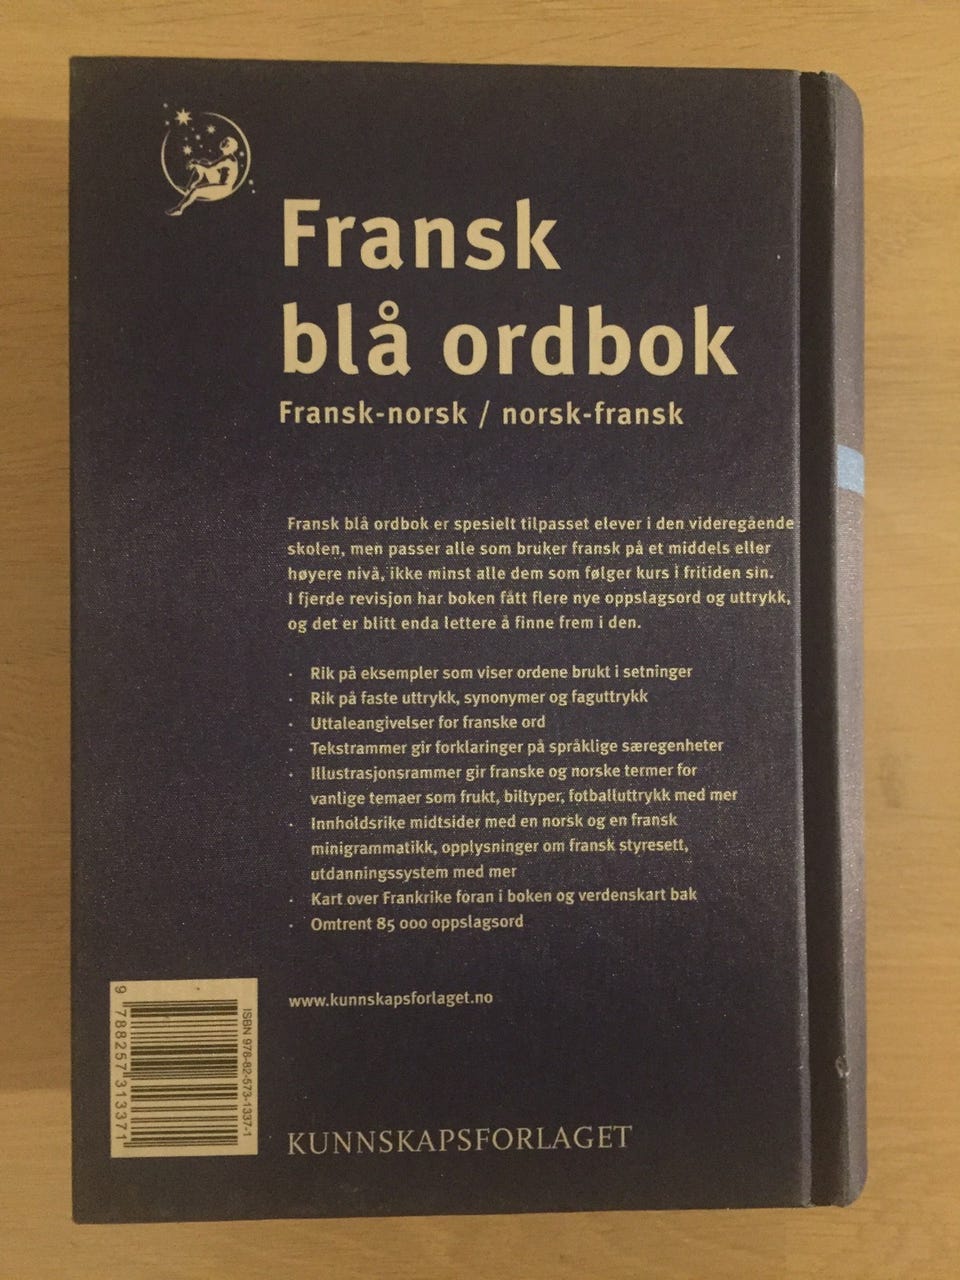 Fransk
blå ordbok
Fransk-norsk / norsk-fransk
Fransk blå ordbok er spesielt tilpasset elever i den videregående
skolen, men passer alle som bruker fransk på et middels eller
høyere nivå, ikke minst alle dem som følger kurs i fritiden sin.
I fjerde revisjon har boken fått flere nye oppslagsord og uttrykk,
og det er blitt enda lettere å finne frem i den.
· Rik på eksempler som viser ordene brukt i setninger
· Rik på faste uttrykk, synonymer og faguttrykk
· Uttaleangivelser for franske ord
· Tekstrammer gir forklaringer på språklige særegenheter
· Illustrasjonsrammer gir franske og norske termer for
vanlige temaer som frukt, biltyper, fotballuttrykk med mer
· Innholdsrike midtsider med en norsk og en fransk
minigrammatikk, opplysninger om fransk styresett,
utdanningssystem med mer
· Kart over Frankrike foran i boken og verdenskart bak
· Omtrent 85 000 oppslagsord
www.kunnskapsforlaget.no
ISBN 978-82-573-1337-1
9 788257 313371
KUNNSKAPSFORLAGET